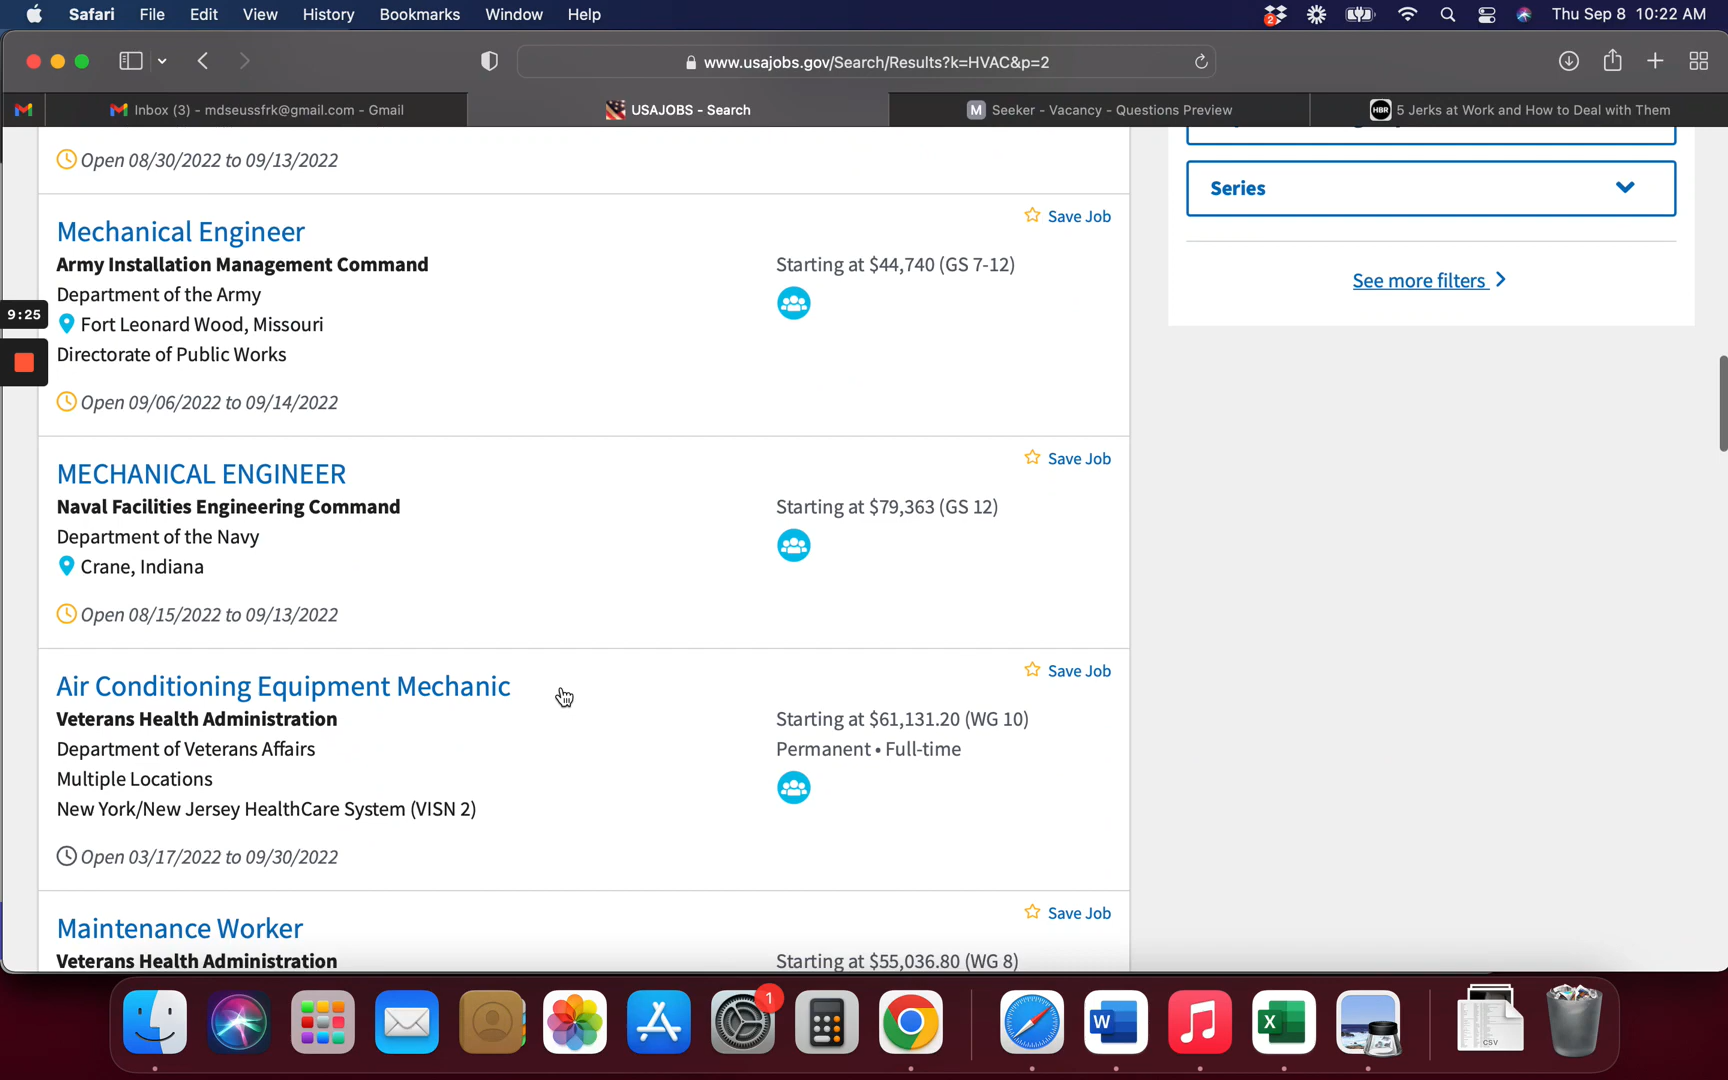 Safari File Edit View History Bookmarks Window Help
2
Thu Sep 8 10:22 AM
www.usajobs.gov/Search/Results?k=HVAC&p=2
Inbox (3) - mdseussfrk@gmail.com - Gmail
USAJOBS - Search
M Seeker - Vacancy - Questions Preview
HBR 5 Jerks at Work and How to Deal with Them
Open 08/30/2022 to 09/13/2022
Save Job
Mechanical Engineer
Army Installation Management Command
Starting at $44,740 (GS 7-12)
Department of the Army
Fort Leonard Wood, Missouri
Directorate of Public Works
Open 09/06/2022 to 09/14/2022
Save Job
MECHANICAL ENGINEER
Naval Facilities Engineering Command
Starting at $79,363 (GS 12)
Department of the Navy
Crane, Indiana
Open 08/15/2022 to 09/13/2022
Save Job
Air Conditioning Equipment Mechanic
Veterans Health Administration
Starting at $61,131.20 (WG 10)
Department of Veterans Affairs
Permanent • Full-time
Multiple Locations
New York/New Jersey HealthCare System (VISN 2)
Open 03/17/2022 to 09/30/2022
Save Job
Maintenance Worker
Veterans Health Administration
Starting at $55,036.80 (WG 8)
Series
See more filters
9:25
1
W
X
CSV